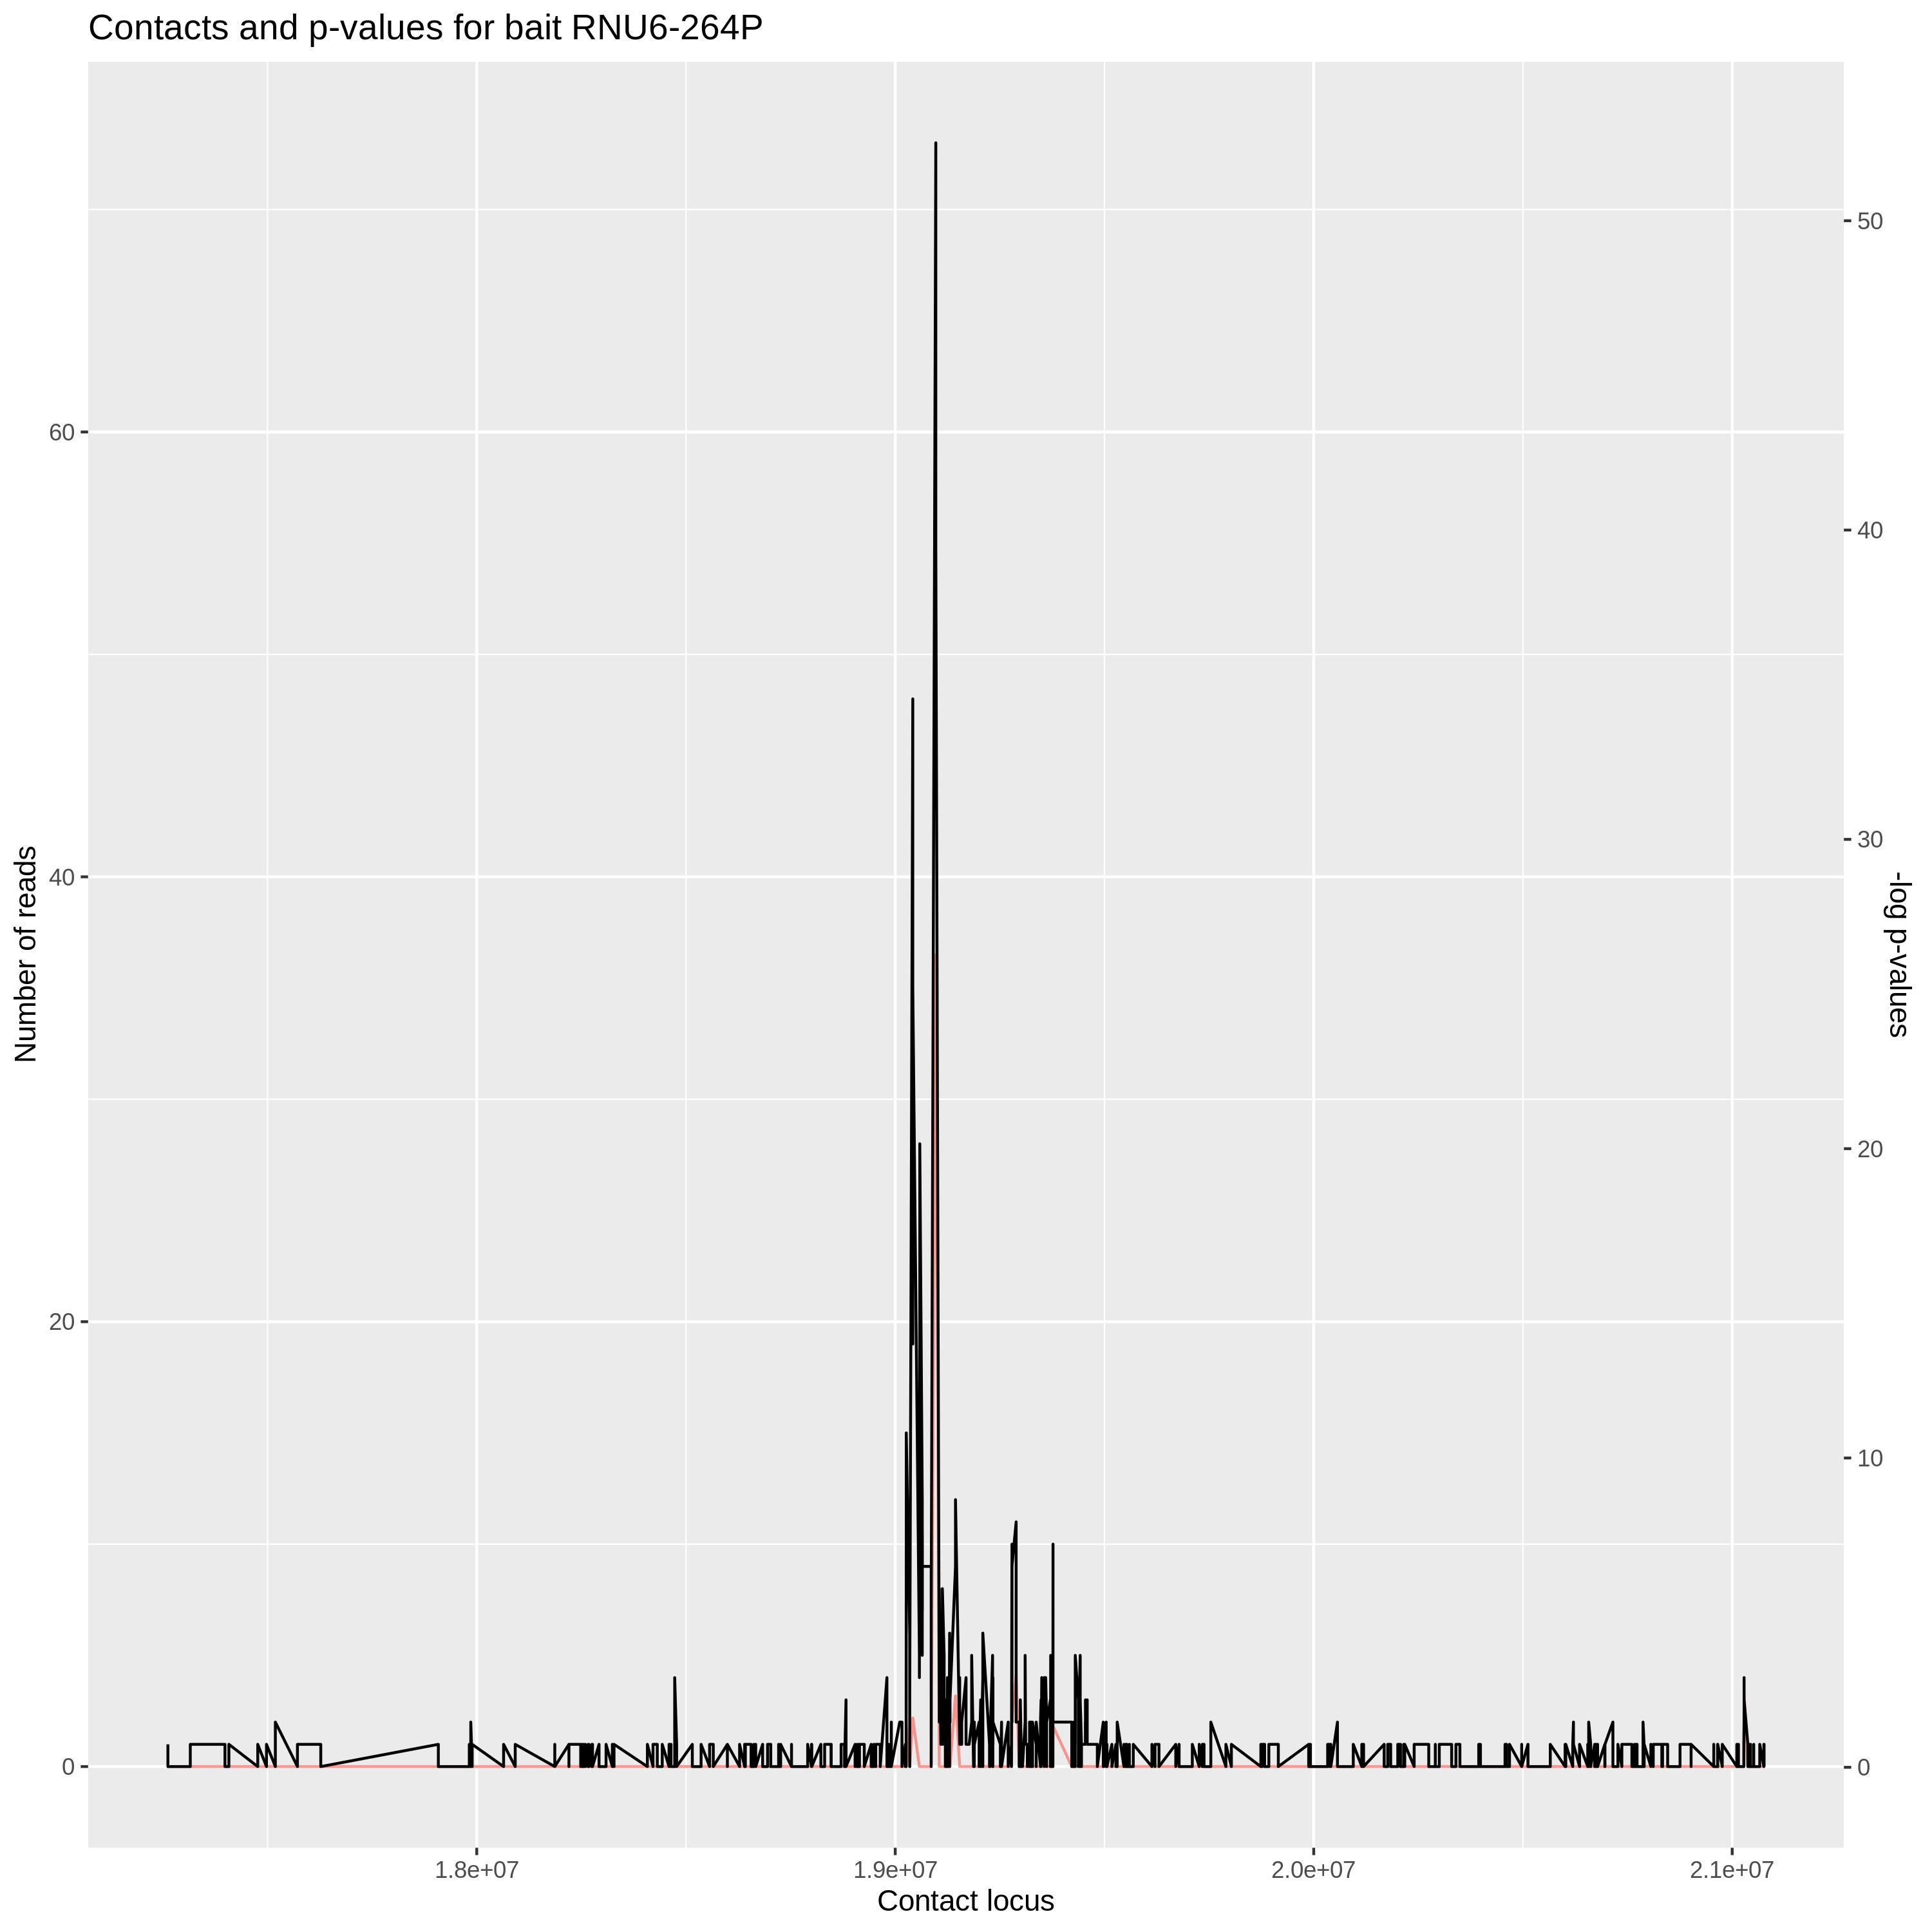 Contacts and p-values for bait RNU6-264P
60
40
20
0
Number of reads
50
40
30
20
10
0
-log p-values
1.8e+07
1.9e+07
2.0e+07
2.1e+07
Contact locus